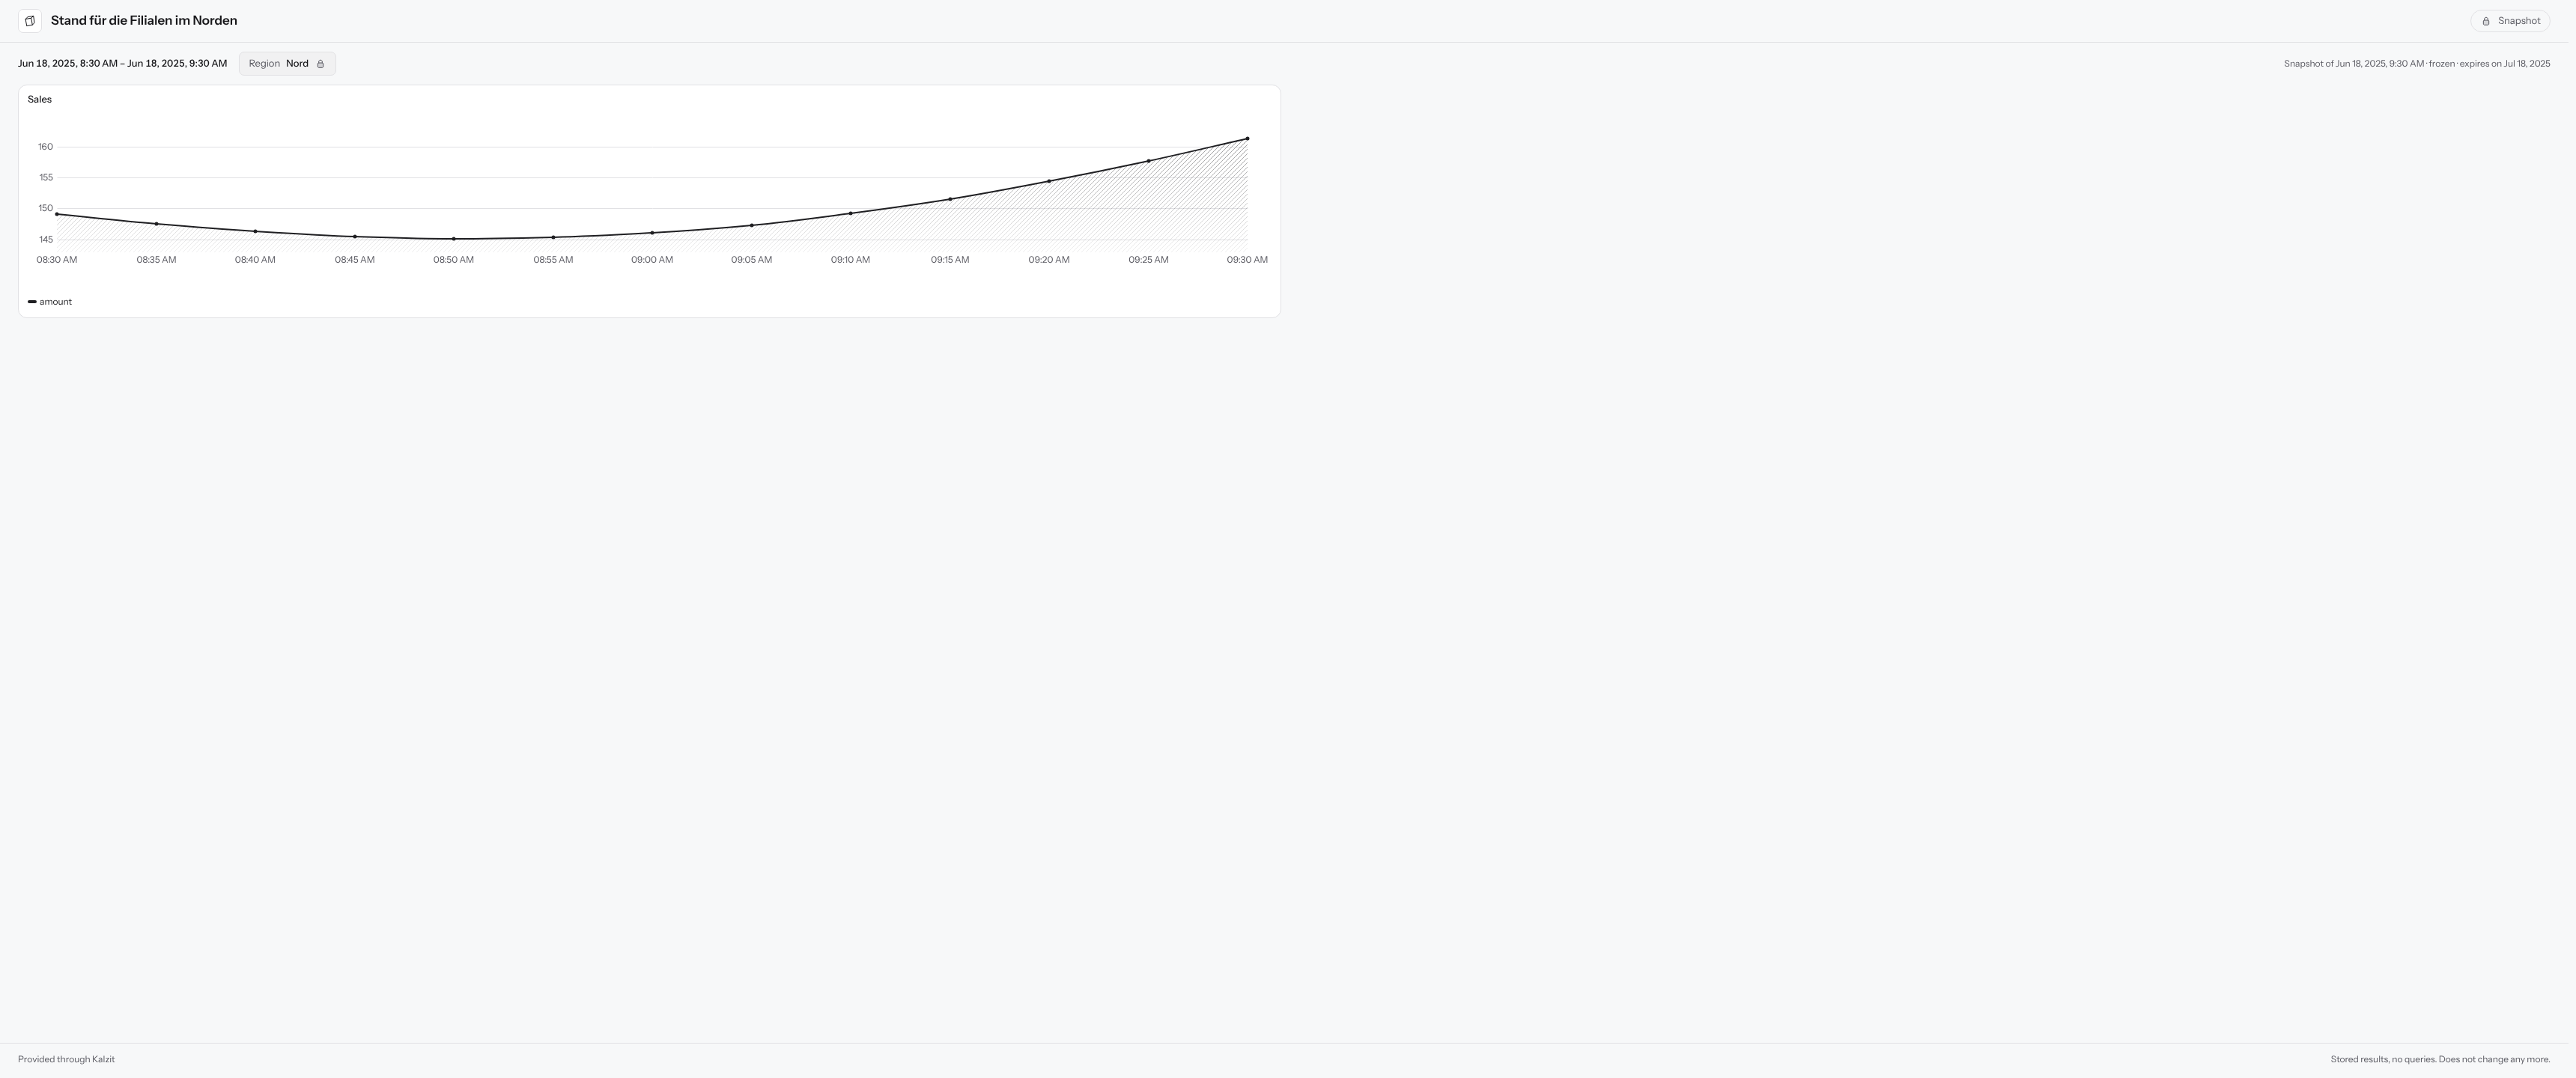 Stand für die Filialen im Norden
Snapshot
Jun 18, 2025, 8:30 AM – Jun 18, 2025, 9:30 AM
Region Nord
Snapshot of Jun 18, 2025, 9:30 AM · frozen · expires on Jul 18, 2025
Sales
160
155
150
145
08:30 AM 08:35 AM 08:40 AM 08:45 AM 08:50 AM 08:55 AM 09:00 AM 09:05 AM 09:10 AM 09:15 AM 09:20 AM 09:25 AM 09:30 AM
amount
Provided through Kalzit
Stored results, no queries. Does not change any more.